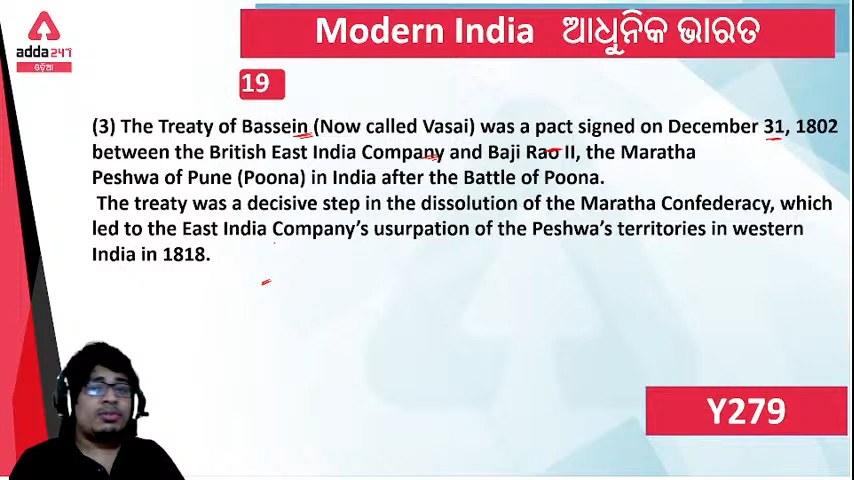 adda247
ଓଡ଼ିଆ
Modern India ଆଧୁନିକ ଭାରତ
19
(3) The Treaty of Bassein (Now called Vasai) was a pact signed on December 31, 1802
between the British East India Company and Baji Rao II, the Maratha
Peshwa of Pune (Poona) in India after the Battle of Poona.
The treaty was a decisive step in the dissolution of the Maratha Confederacy, which
led to the East India Company’s usurpation of the Peshwa’s territories in western
India in 1818.
Y279